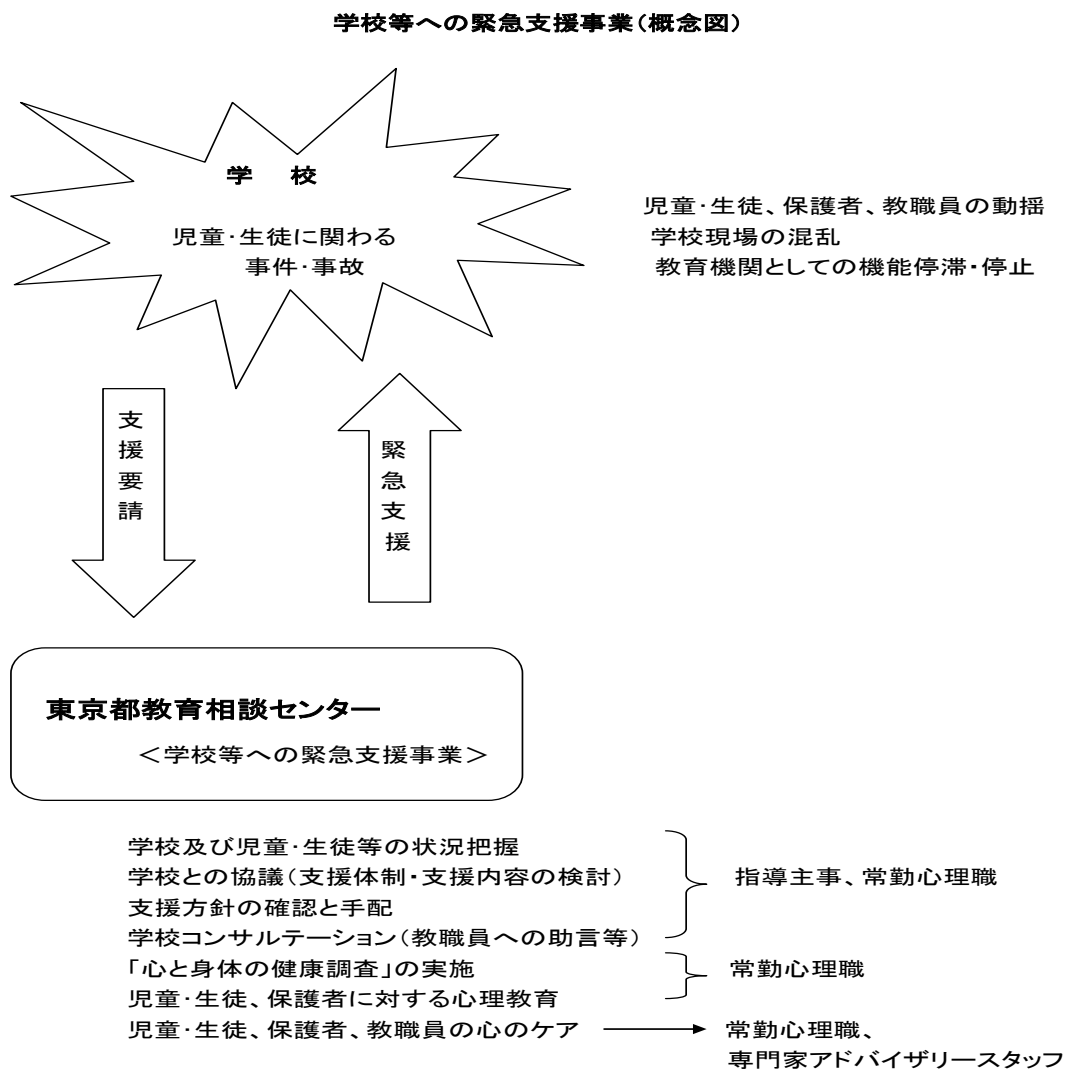 学校等への緊急支援事業（概念図）
学　校
児童・生徒に関わる
事件・事故
児童・生徒、保護者、教職員の動揺
学校現場の混乱
教育機関としての機能停滞・停止
支援要請
緊急支援
東京都教育相談センター
＜学校等への緊急支援事業＞
学校及び児童・生徒等の状況把握
学校との協議（支援体制・支援内容の検討）
支援方針の確認と手配
学校コンサルテーション（教職員への助言等）
指導主事、常勤心理職
「心と身体の健康調査」の実施
児童・生徒、保護者に対する心理教育
常勤心理職
児童・生徒、保護者、教職員の心のケア
常勤心理職、
専門家アドバイザリースタッフ